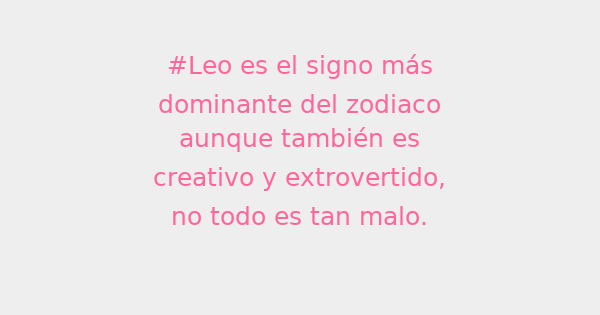 #Leo es el signo más
dominante del zodiaco
aunque también es
creativo y extrovertido,
no todo es tan malo.